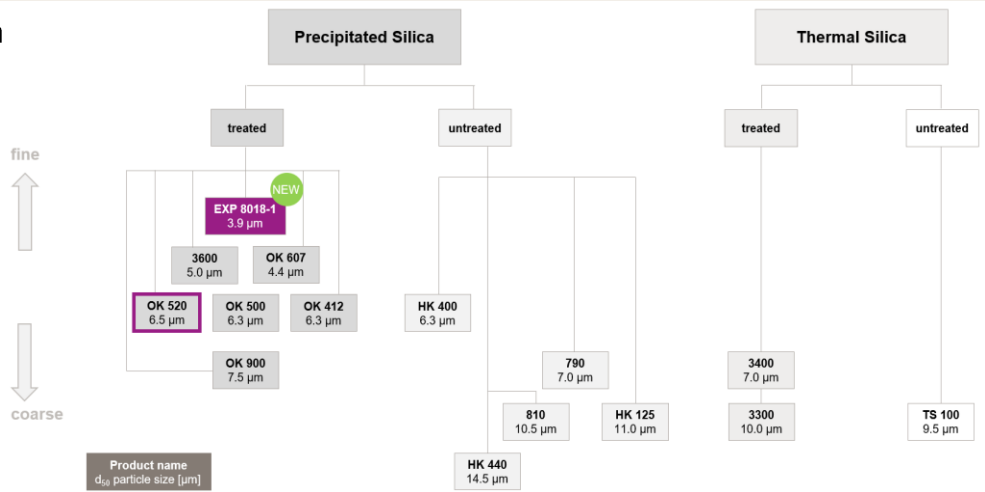 Precipitated Silica
Thermal Silica
treated
untreated
treated
untreated
fine
NEW
EXP 8018-1
3.9 µm
3600
5.0 µm
OK 607
4.4 µm
OK 520
6.5 µm
OK 500
6.3 µm
OK 412
6.3 µm
HK 400
6.3 µm
OK 900
7.5 µm
790
7.0 µm
3400
7.0 µm
coarse
810
10.5 µm
HK 125
11.0 µm
3300
10.0 µm
TS 100
9.5 µm
Product name
d₅₀ particle size [µm]
HK 440
14.5 µm